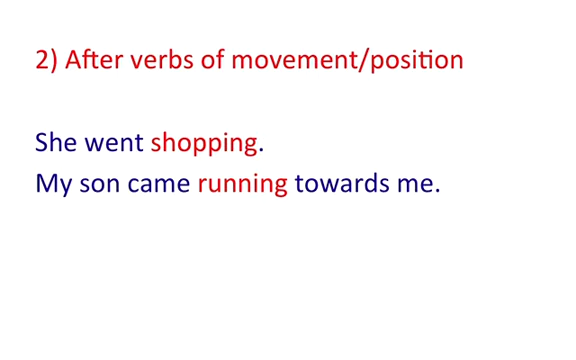 2) After verbs of movement/position
She went shopping.
My son came running towards me.